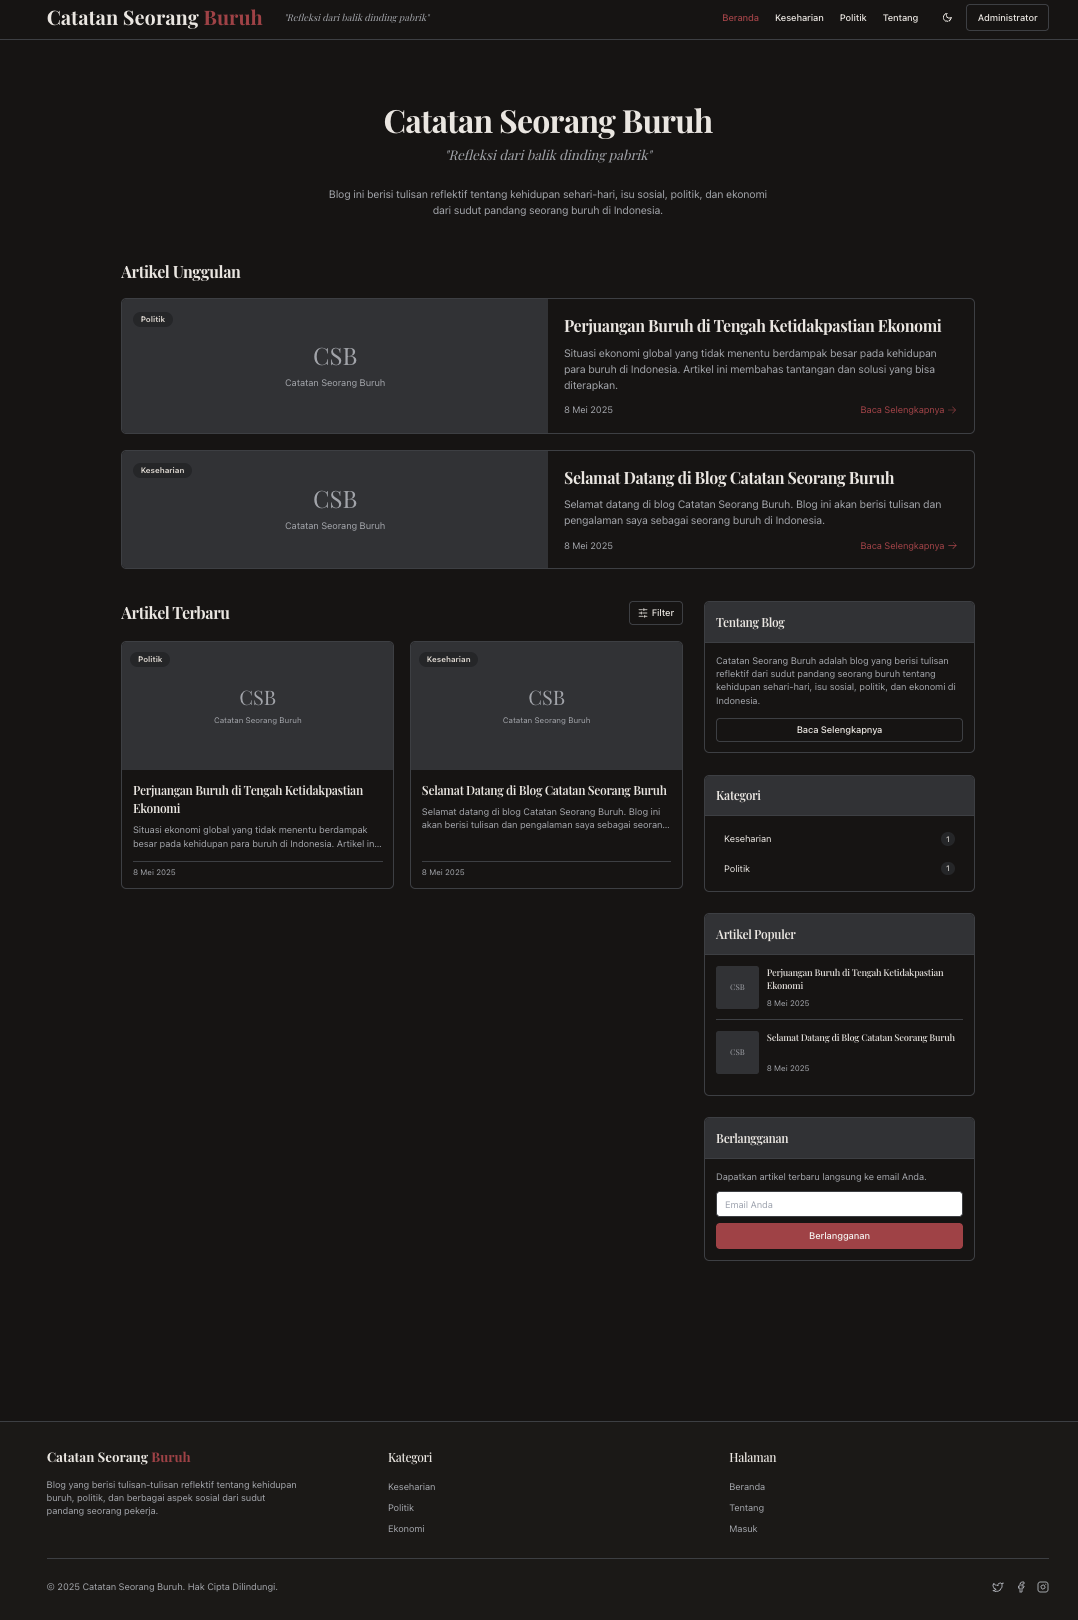 Catatan Seorang Buruh
"Refleksi dari balik dinding pabrik"
Beranda
Keseharian
Politik
Tentang
Administrator
Catatan Seorang Buruh
"Refleksi dari balik dinding pabrik"
Blog ini berisi tulisan reflektif tentang kehidupan sehari-hari, isu sosial, politik, dan ekonomi
dari sudut pandang seorang buruh di Indonesia.
Artikel Unggulan
Politik
CSB
Catatan Seorang Buruh
Perjuangan Buruh di Tengah Ketidakpastian Ekonomi
Situasi ekonomi global yang tidak menentu berdampak besar pada kehidupan
para buruh di Indonesia. Artikel ini membahas tantangan dan solusi yang bisa
diterapkan.
8 Mei 2025
Baca Selengkapnya →
Keseharian
CSB
Catatan Seorang Buruh
Selamat Datang di Blog Catatan Seorang Buruh
Selamat datang di blog Catatan Seorang Buruh. Blog ini akan berisi tulisan dan
pengalaman saya sebagai seorang buruh di Indonesia.
8 Mei 2025
Baca Selengkapnya →
Artikel Terbaru
Filter
Politik
CSB
Catatan Seorang Buruh
Perjuangan Buruh di Tengah Ketidakpastian
Ekonomi
Situasi ekonomi global yang tidak menentu berdampak
besar pada kehidupan para buruh di Indonesia. Artikel in...
8 Mei 2025
Keseharian
CSB
Catatan Seorang Buruh
Selamat Datang di Blog Catatan Seorang Buruh
Selamat datang di blog Catatan Seorang Buruh. Blog ini
akan berisi tulisan dan pengalaman saya sebagai seoran...
8 Mei 2025
Tentang Blog
Catatan Seorang Buruh adalah blog yang berisi tulisan
reflektif dari sudut pandang seorang buruh tentang
kehidupan sehari-hari, isu sosial, politik, dan ekonomi di
Indonesia.
Baca Selengkapnya
Kategori
Keseharian 1
Politik 1
Artikel Populer
CSB
Perjuangan Buruh di Tengah Ketidakpastian
Ekonomi
8 Mei 2025
CSB
Selamat Datang di Blog Catatan Seorang Buruh
8 Mei 2025
Berlangganan
Dapatkan artikel terbaru langsung ke email Anda.
Email Anda
Berlangganan
Catatan Seorang Buruh
Blog yang berisi tulisan-tulisan reflektif tentang kehidupan
buruh, politik, dan berbagai aspek sosial dari sudut
pandang seorang pekerja.
Kategori
Keseharian
Politik
Ekonomi
Halaman
Beranda
Tentang
Masuk
© 2025 Catatan Seorang Buruh. Hak Cipta Dilindungi.